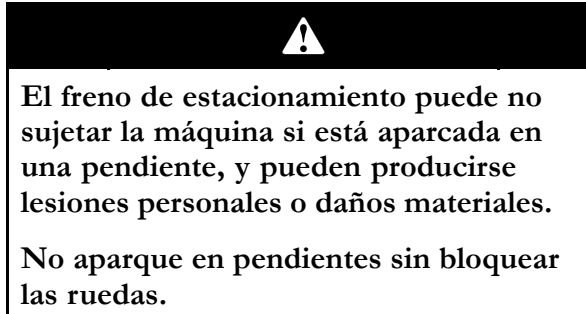 El freno de estacionamiento puede no
sujetar la máquina si está aparcada en
una pendiente, y pueden producirse
lesiones personales o daños materiales.
No aparque en pendientes sin bloquear
las ruedas.